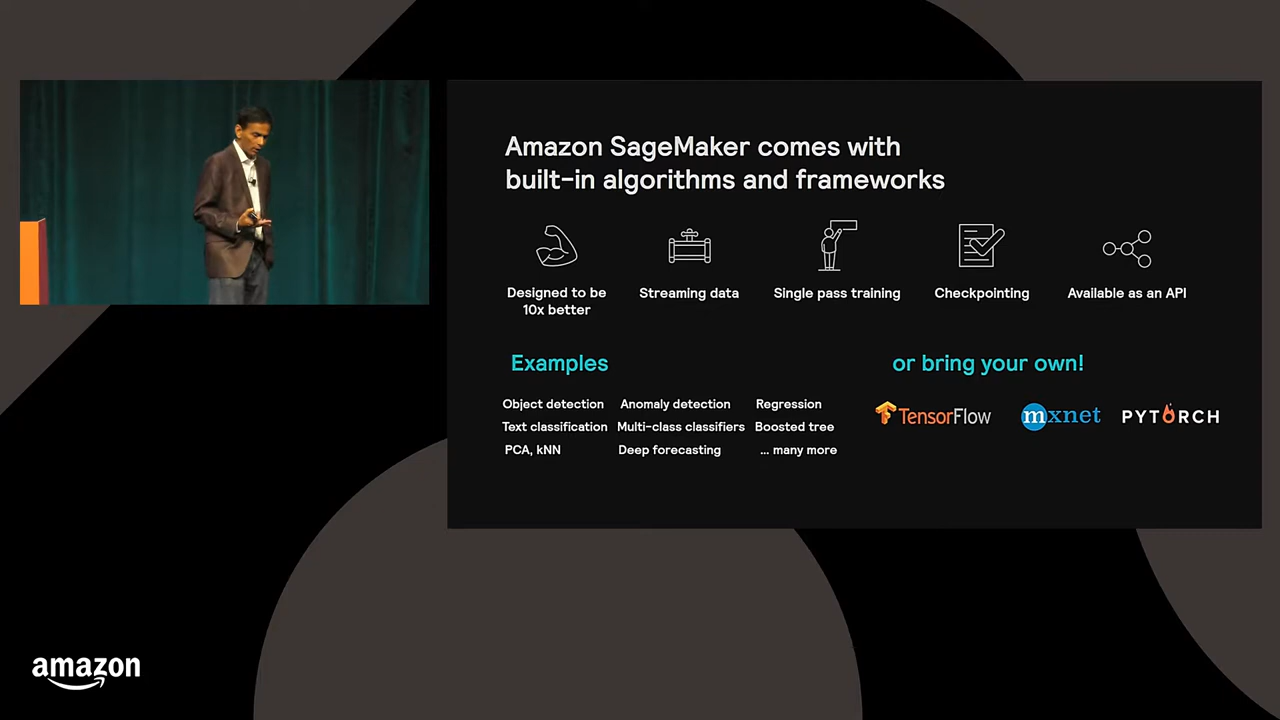 Amazon SageMaker comes with
built-in algorithms and frameworks
Designed to be
10x better
Streaming data
Single pass training
Checkpointing
Available as an API
Examples
Object detection Anomaly detection Regression
Text classification Multi-class classifiers Boosted tree
PCA, kNN Deep forecasting ... many more
or bring your own!
TensorFlow mxnet PYTORCH
amazon